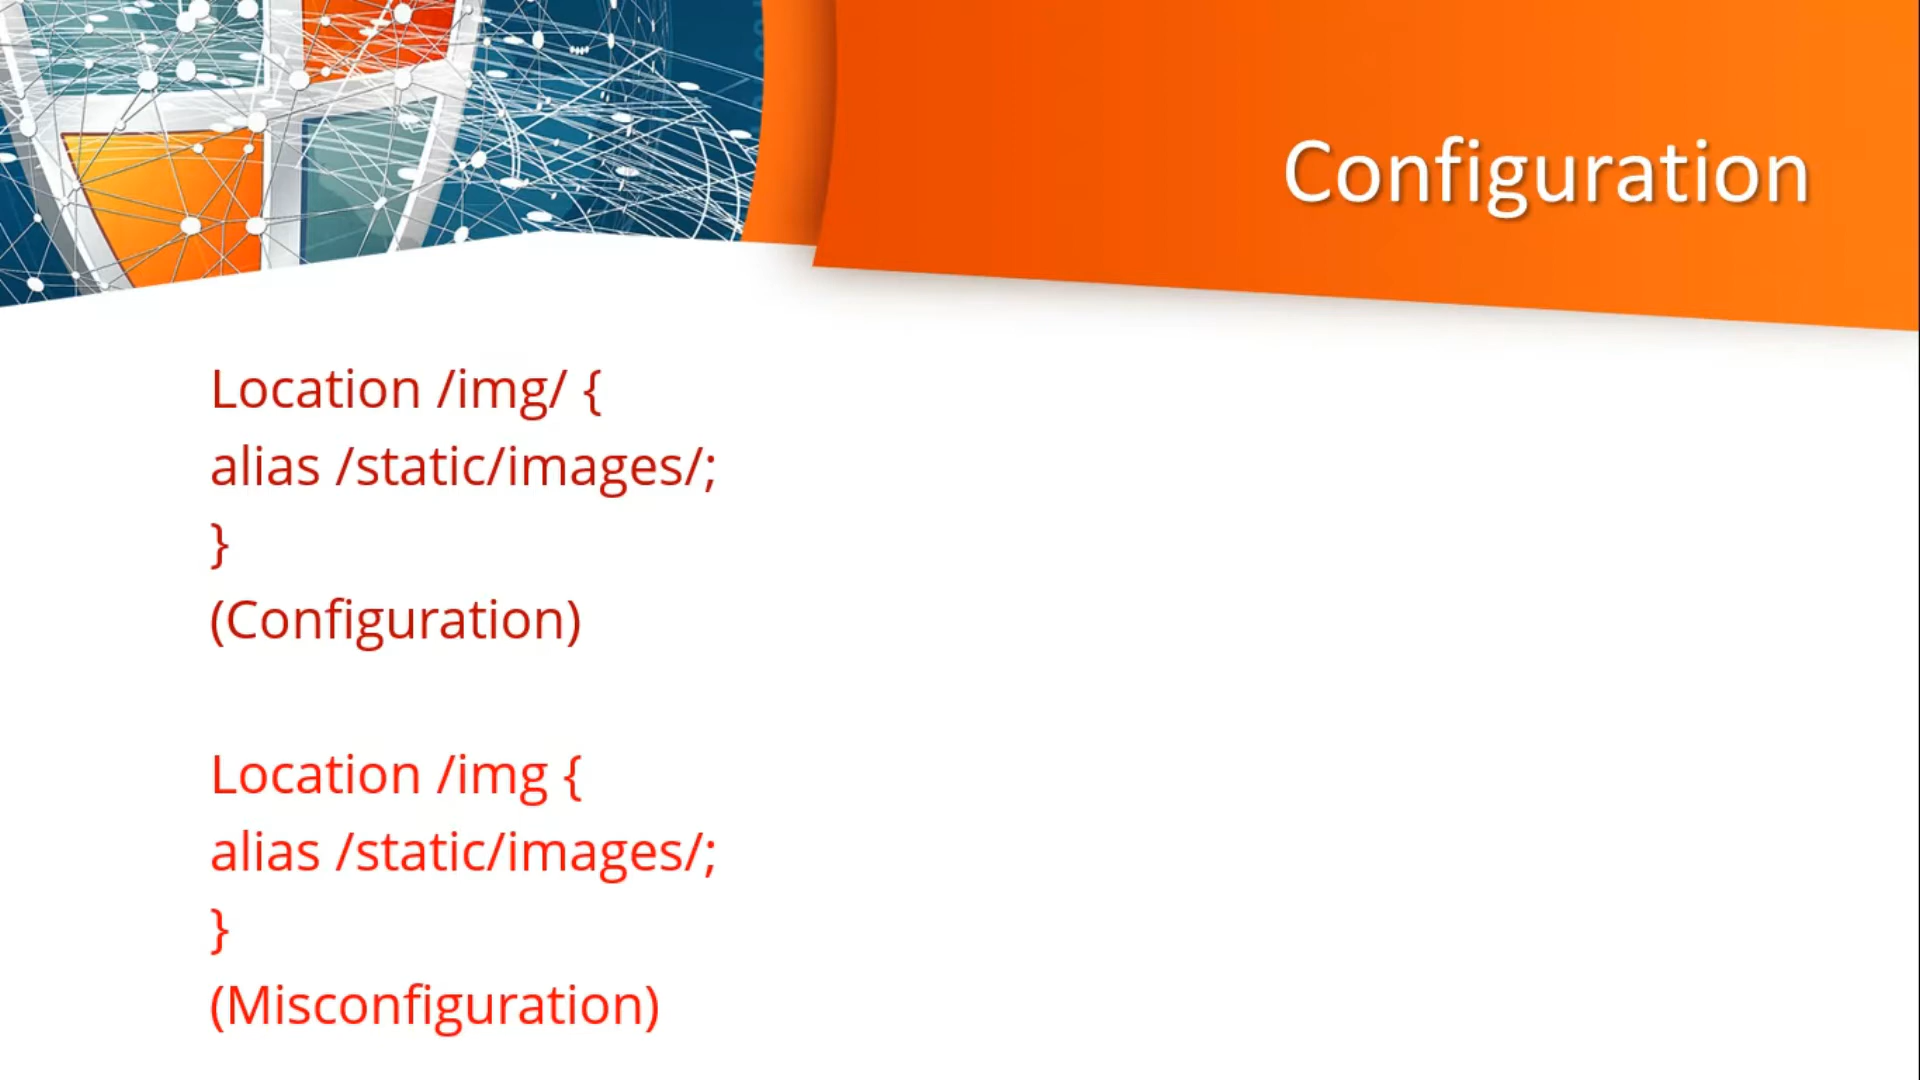 Configuration
Location /img/ {
alias /static/images/;
}
(Configuration)
Location /img {
alias /static/images/;
}
(Misconfiguration)